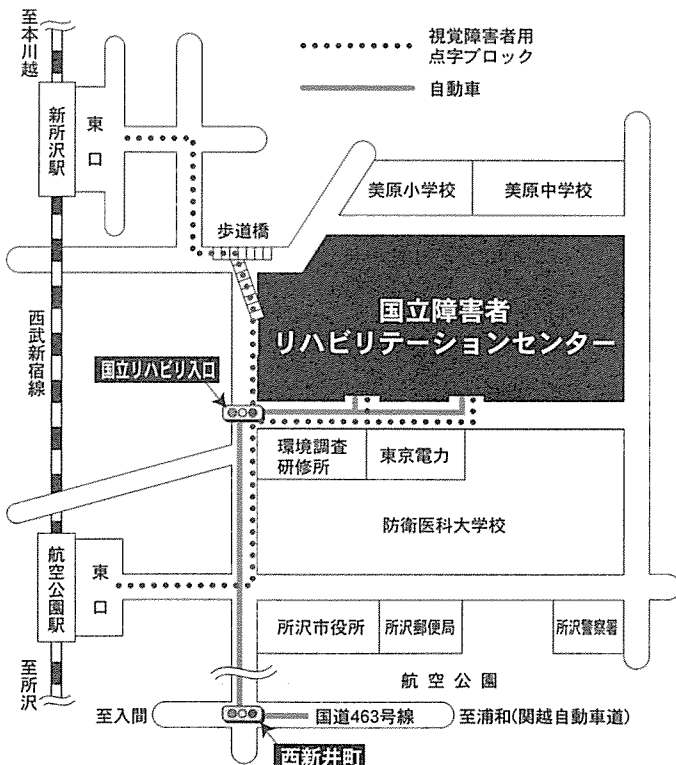 至本川越
視覚障害者用
点字ブロック
自動車
新所沢駅
東口
美原小学校
美原中学校
歩道橋
国立障害者
リハビリテーションセンター
西武新宿線
国立リハビリ入口
環境調査
研修所
東京電力
防衛医科大学校
航空公園駅
東口
所沢市役所
所沢郵便局
所沢警察署
至所沢
航空公園
至入間
国道463号線
至浦和(関越自動車道)
西新井町